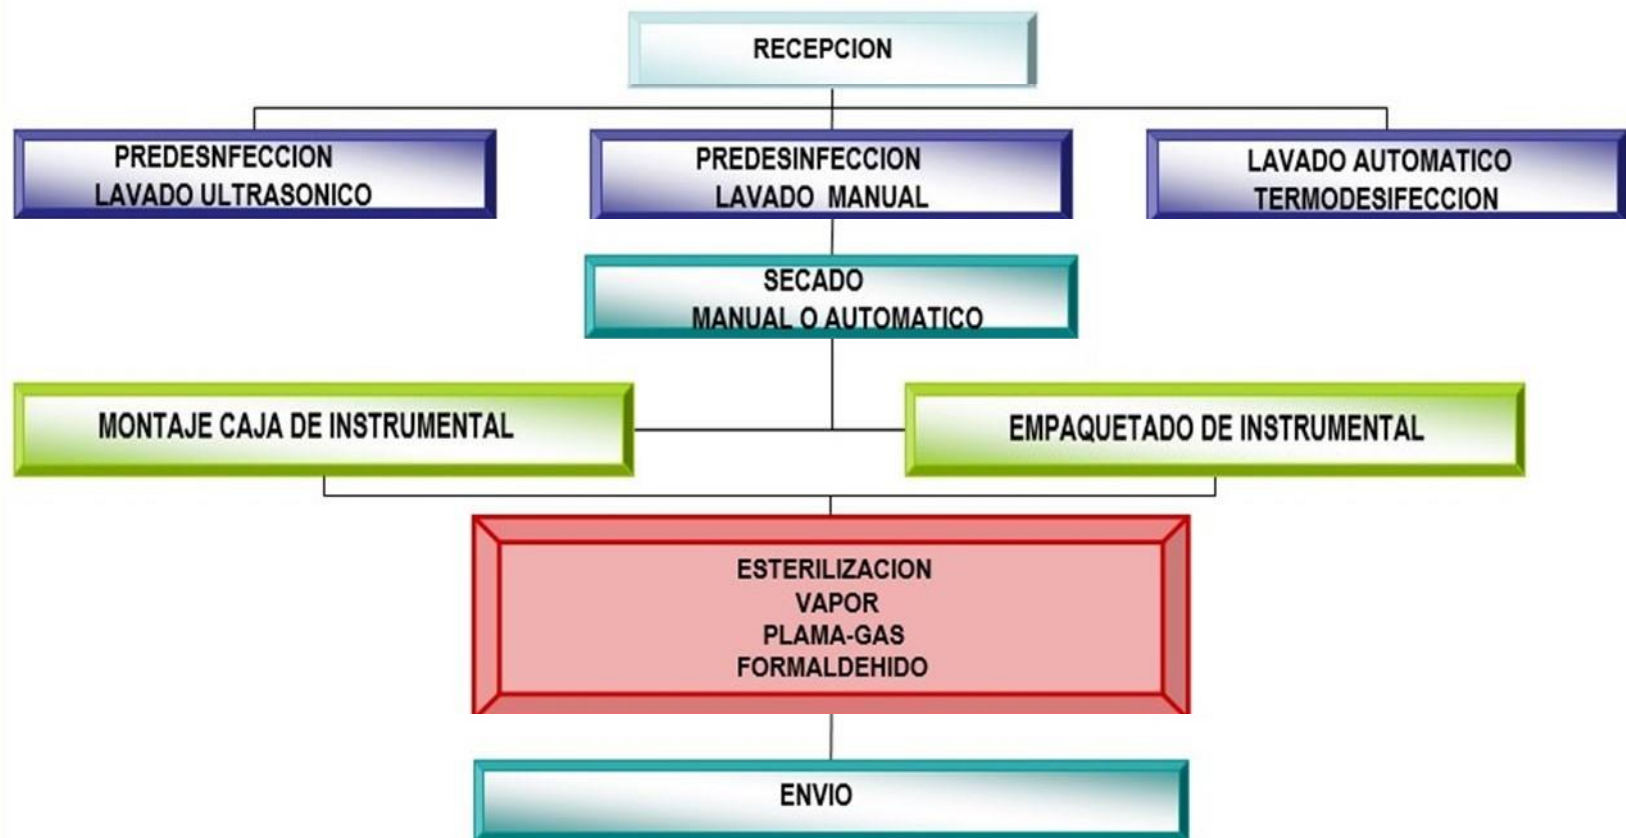 RECEPCION
PREDESNFECCION
LAVADO ULTRASONICO
PREDESINFECCION
LAVADO MANUAL
LAVADO AUTOMATICO
TERMODESIFECCION
SECADO
MANUAL O AUTOMATICO
MONTAJE CAJA DE INSTRUMENTAL
EMPAQUETADO DE INSTRUMENTAL
ESTERILIZACION
VAPOR
PLAMA-GAS
FORMALDEHIDO
ENVIO